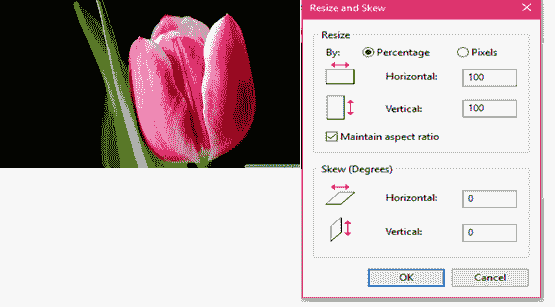 Resize and Skew
Resize
By: Percentage Pixels
Horizontal: 100
Vertical: 100
Maintain aspect ratio
Skew (Degrees)
Horizontal: 0
Vertical: 0
OK Cancel